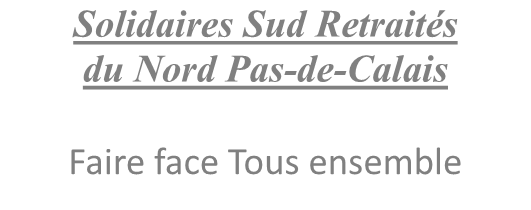 Solidaires Sud Retraités
du Nord Pas-de-Calais
Faire face Tous ensemble